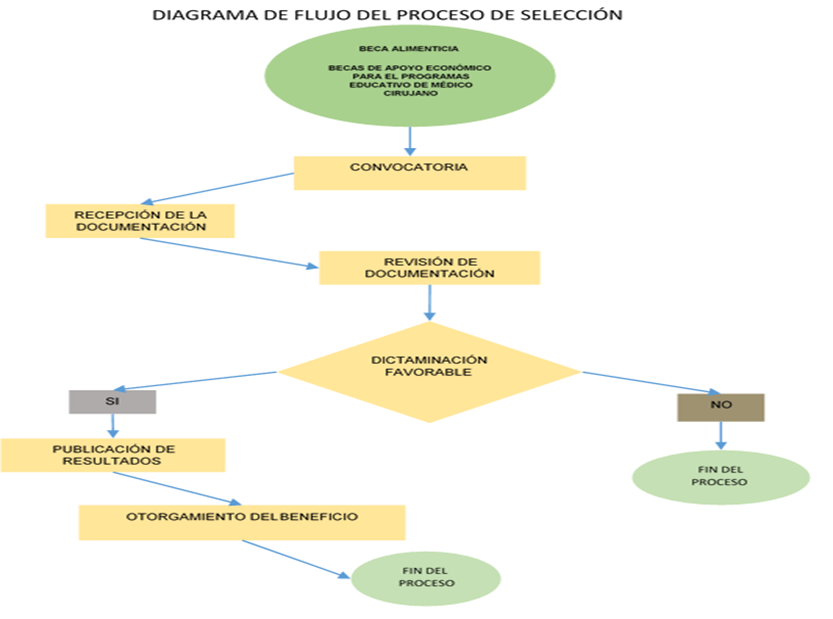 DIAGRAMA DE FLUJO DEL PROCESO DE SELECCIÓN
BECA ALIMENTICIA
BECAS DE APOYO ECONÓMICO
PARA EL PROGRAMAS
EDUCATIVO DE MÉDICO
CIRUJANO
CONVOCATORIA
RECEPCIÓN DE LA
DOCUMENTACIÓN
REVISIÓN DE
DOCUMENTACIÓN
DICTAMINACIÓN
FAVORABLE
SI
NO
PUBLICACIÓN DE
RESULTADOS
FIN DEL
PROCESO
OTORGAMIENTO DEL BENEFICIO
FIN DEL
PROCESO